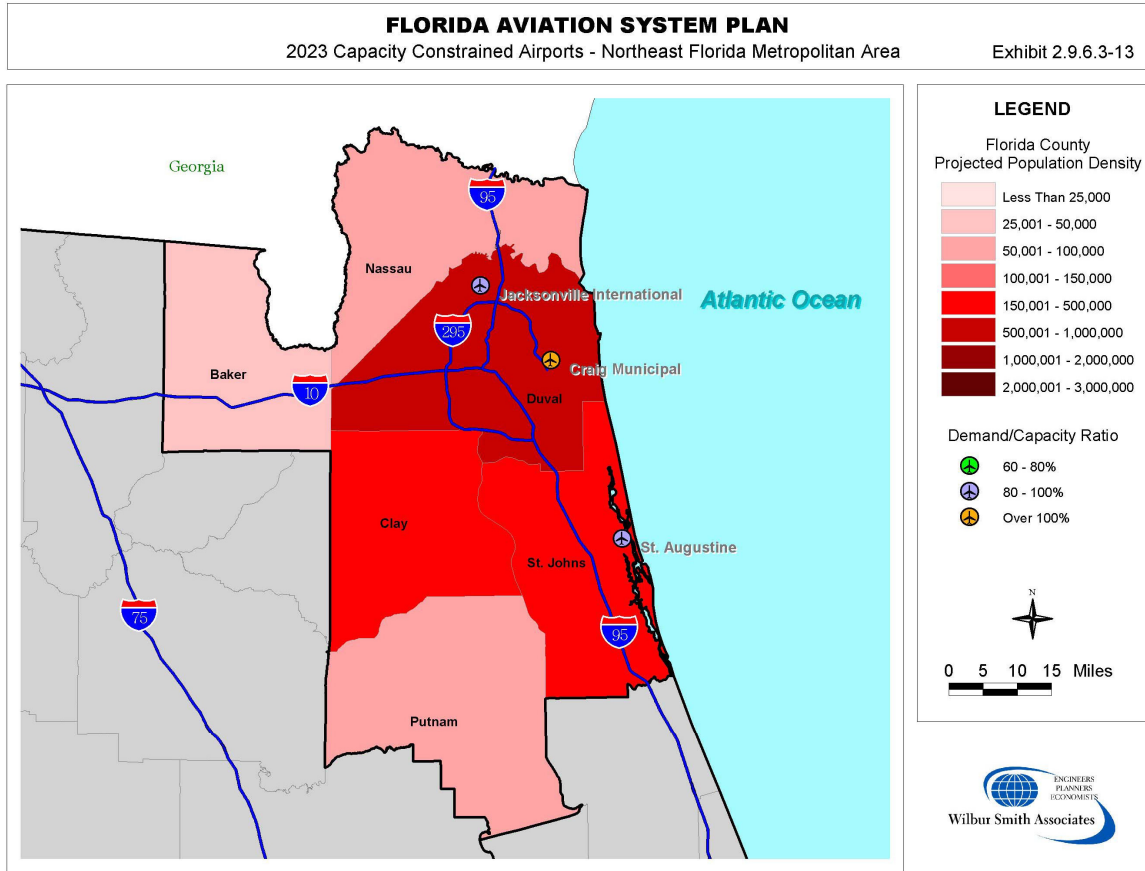 FLORIDA AVIATION SYSTEM PLAN
2023 Capacity Constrained Airports - Northeast Florida Metropolitan Area
Exhibit 2.9.6.3-13
Georgia
95
Nassau
Jacksonville International
Atlantic Ocean
295
Baker
Craig Municipal
10
Duval
Clay
St. Augustine
St. Johns
75
95
Putnam
LEGEND
Florida County
Projected Population Density
Less Than 25,000
25,001 - 50,000
50,001 - 100,000
100,001 - 150,000
150,001 - 500,000
500,001 - 1,000,000
1,000,001 - 2,000,000
2,000,001 - 3,000,000
Demand/Capacity Ratio
60 - 80%
80 - 100%
Over 100%
N
0 5 10 15 Miles
ENGINEERS
PLANNERS
ECONOMISTS
Wilbur Smith Associates